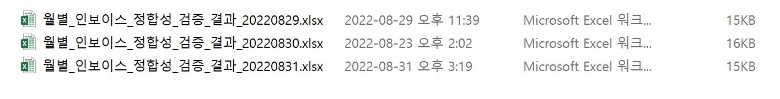 월별_인보이스_정합성_검증_결과_20220829.xlsx 2022-08-29 오후 11:39 Microsoft Excel 워크... 15KB
월별_인보이스_정합성_검증_결과_20220830.xlsx 2022-08-23 오후 2:02 Microsoft Excel 워크... 16KB
월별_인보이스_정합성_검증_결과_20220831.xlsx 2022-08-31 오후 3:19 Microsoft Excel 워크... 15KB